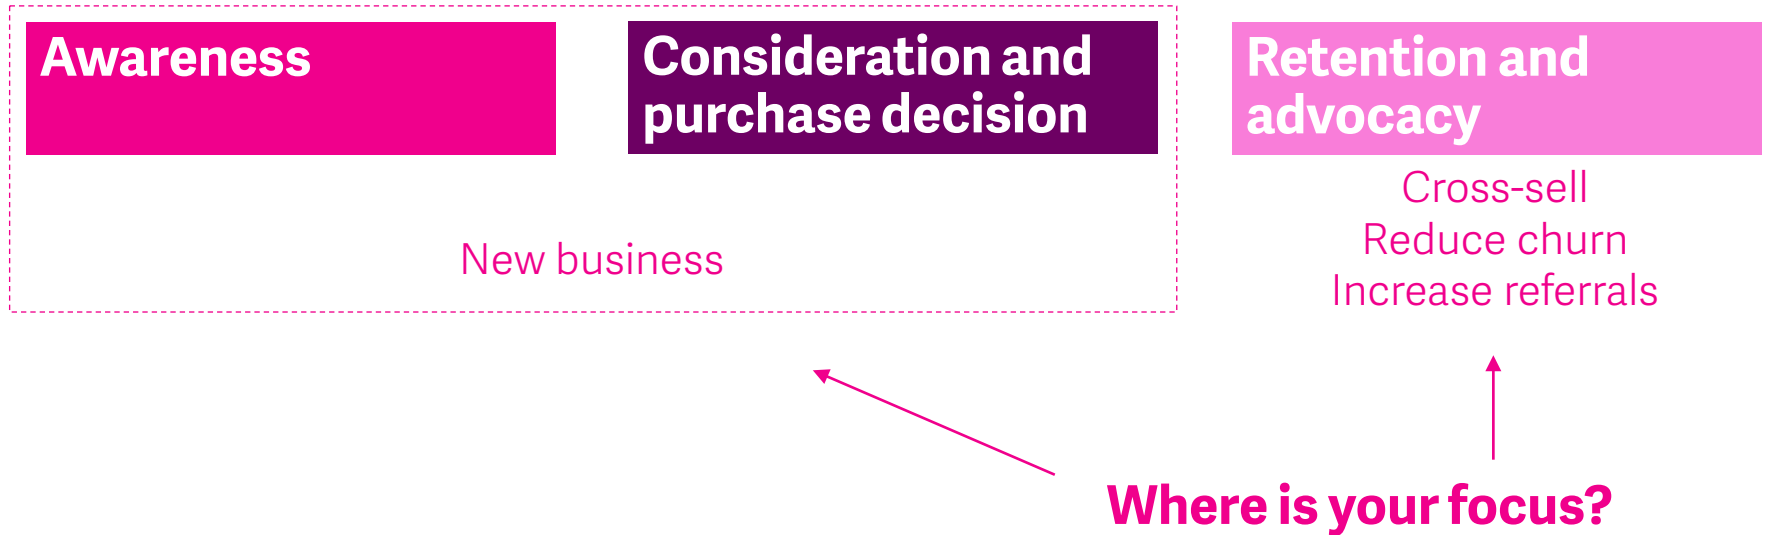 Awareness
Consideration and
purchase decision
Retention and
advocacy
New business
Cross-sell
Reduce churn
Increase referrals
Where is your focus?